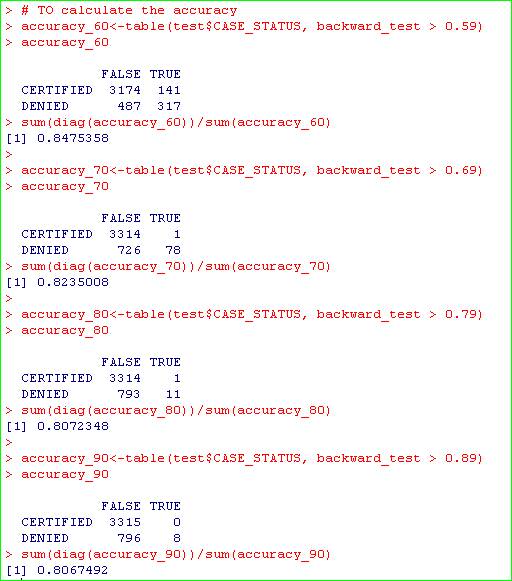 > # TO calculate the accuracy
> accuracy_60<-table(test$CASE_STATUS, backward_test > 0.59)
> accuracy_60
FALSE TRUE
CERTIFIED 3174 141
DENIED 487 317
> sum(diag(accuracy_60))/sum(accuracy_60)
[1] 0.8475358
>
> accuracy_70<-table(test$CASE_STATUS, backward_test > 0.69)
> accuracy_70
FALSE TRUE
CERTIFIED 3314 1
DENIED 726 78
> sum(diag(accuracy_70))/sum(accuracy_70)
[1] 0.8235008
>
> accuracy_80<-table(test$CASE_STATUS, backward_test > 0.79)
> accuracy_80
FALSE TRUE
CERTIFIED 3314 1
DENIED 793 11
> sum(diag(accuracy_80))/sum(accuracy_80)
[1] 0.8072348
>
> accuracy_90<-table(test$CASE_STATUS, backward_test > 0.89)
> accuracy_90
FALSE TRUE
CERTIFIED 3315 0
DENIED 796 8
> sum(diag(accuracy_90))/sum(accuracy_90)
[1] 0.8067492